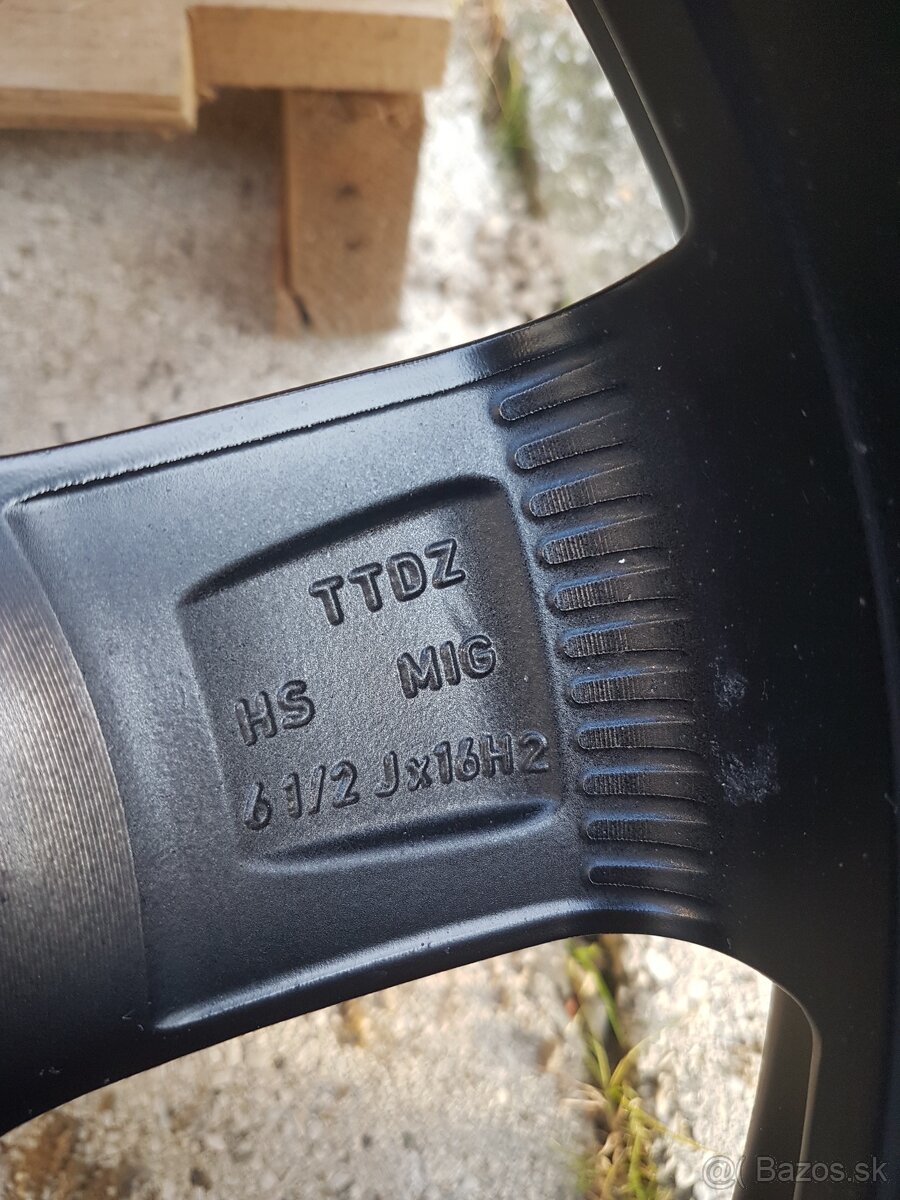 TTDZ
HS MIG
6 1/2 Jx16H2
@( Bazos.sk